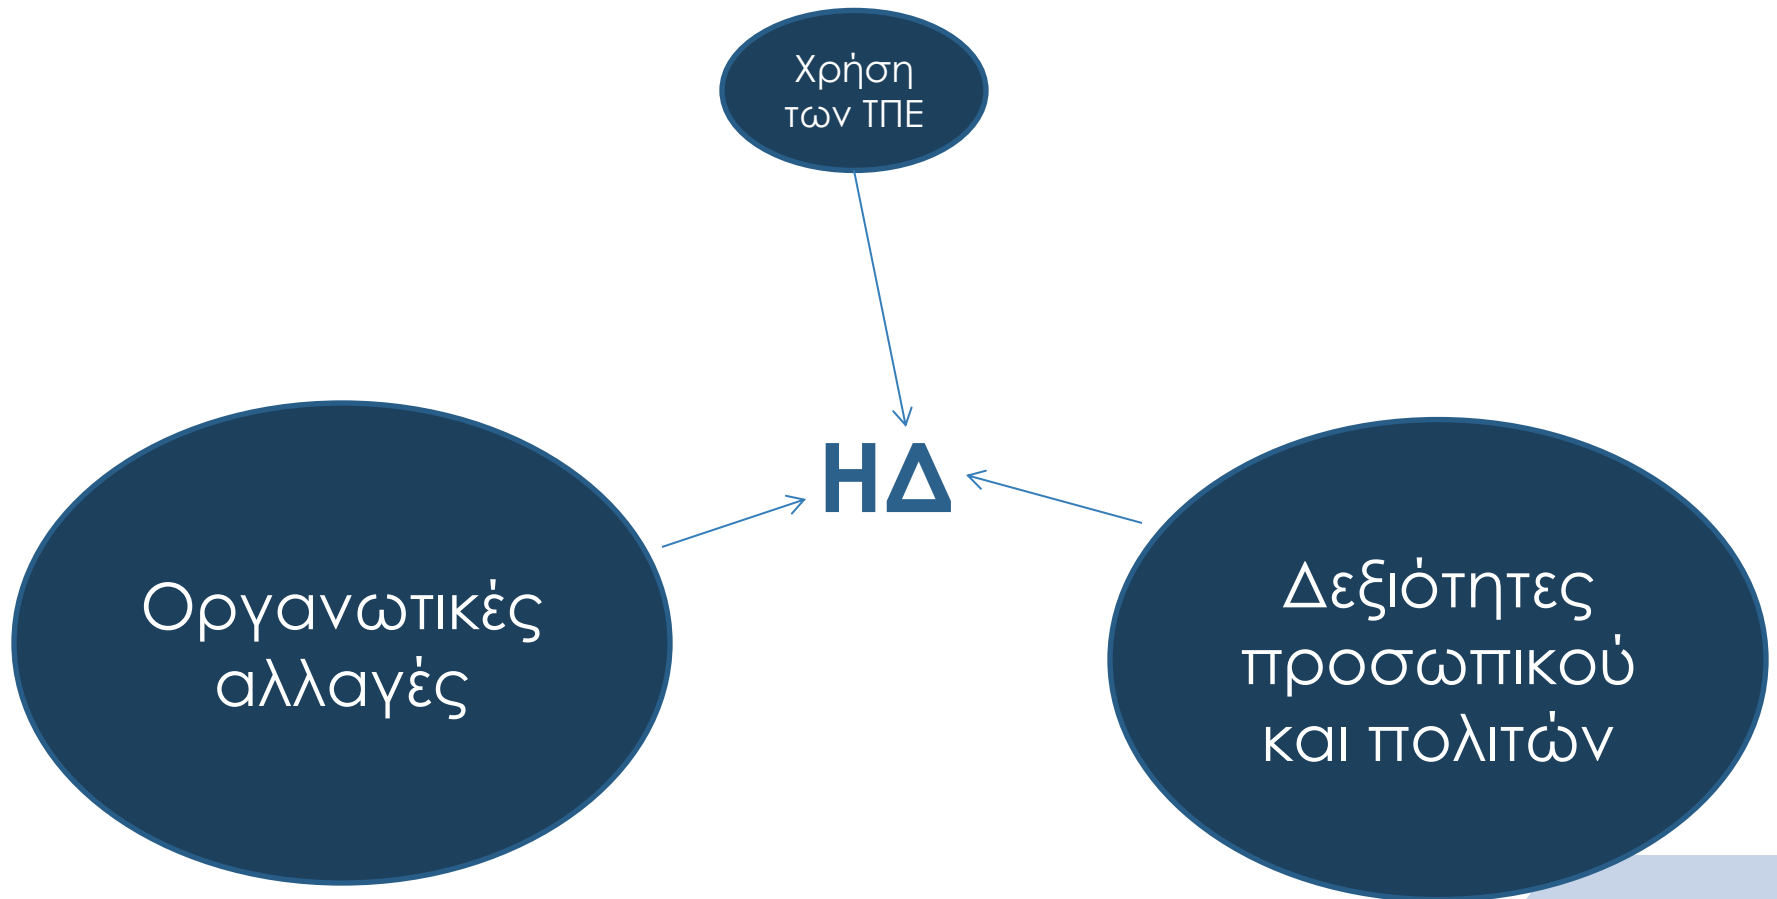 Χρήση
των ΤΠΕ
ΗΔ
Οργανωτικές
αλλαγές
Δεξιότητες
προσωπικού
και πολιτών